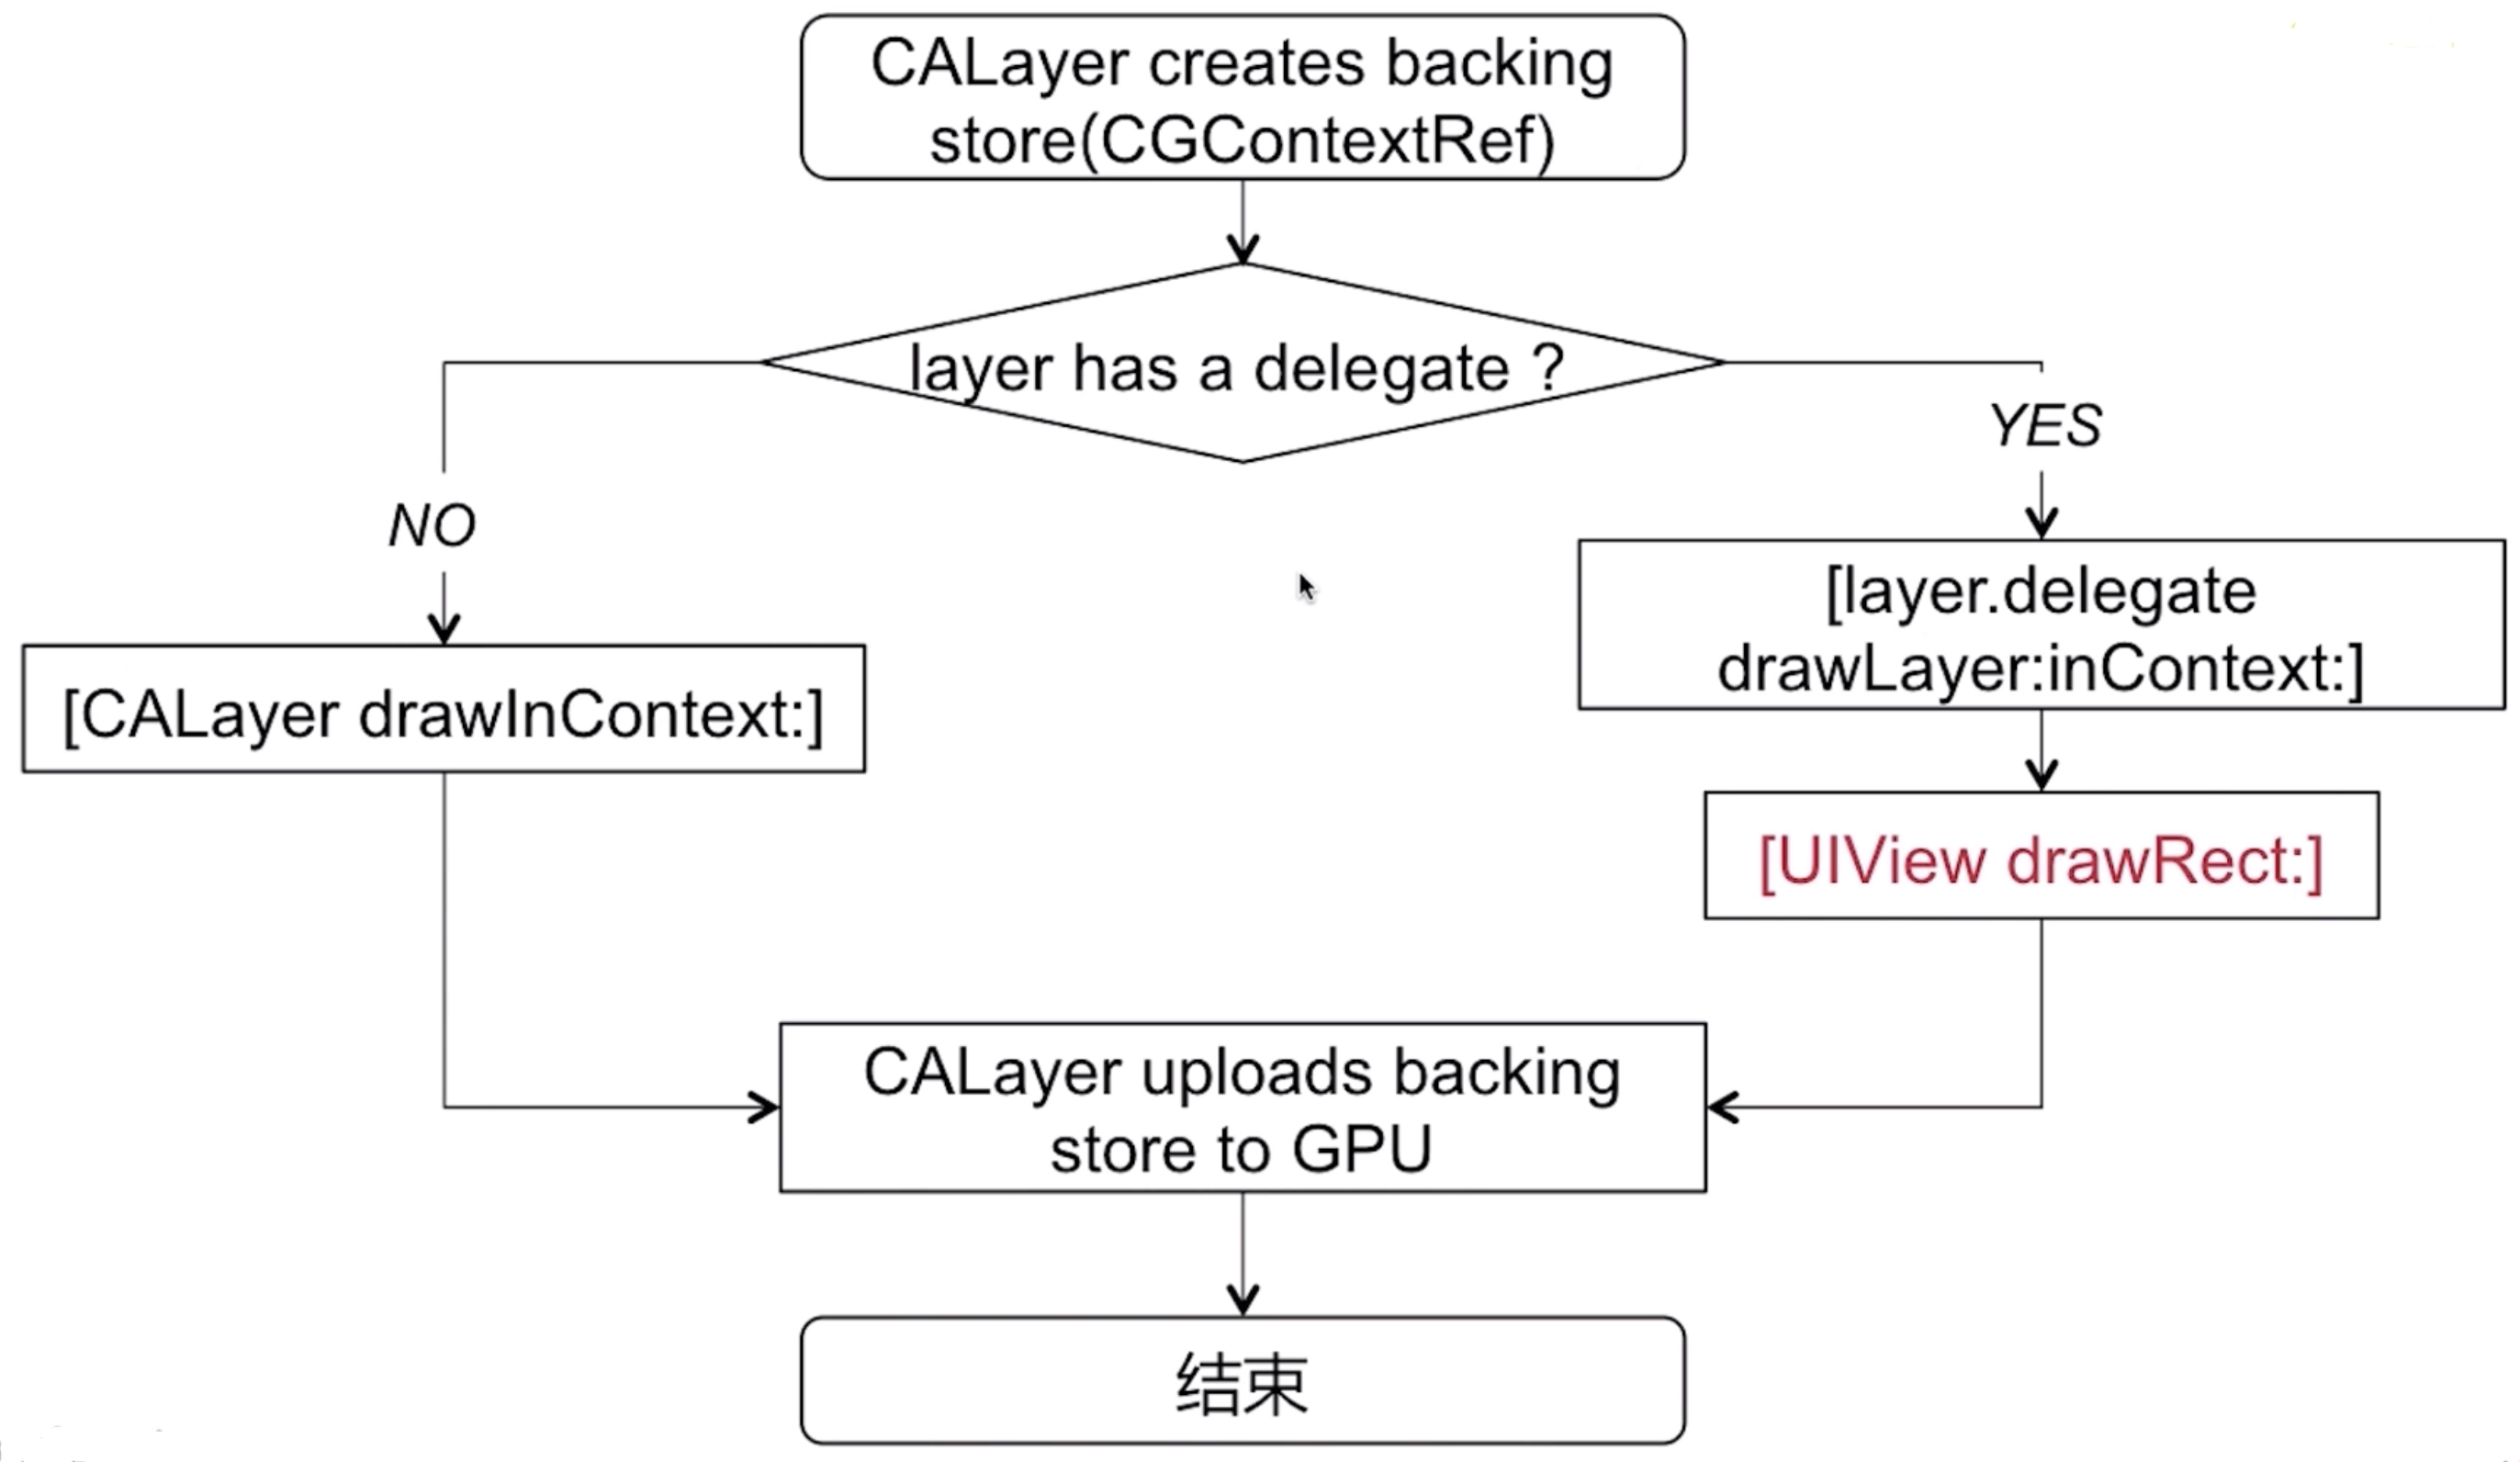 CALayer creates backing
store(CGContextRef)
layer has a delegate ?
YES
NO
[layer.delegate
drawLayer:inContext:]
[CALayer drawInContext:]
[UIView drawRect:]
CALayer uploads backing
store to GPU
结束